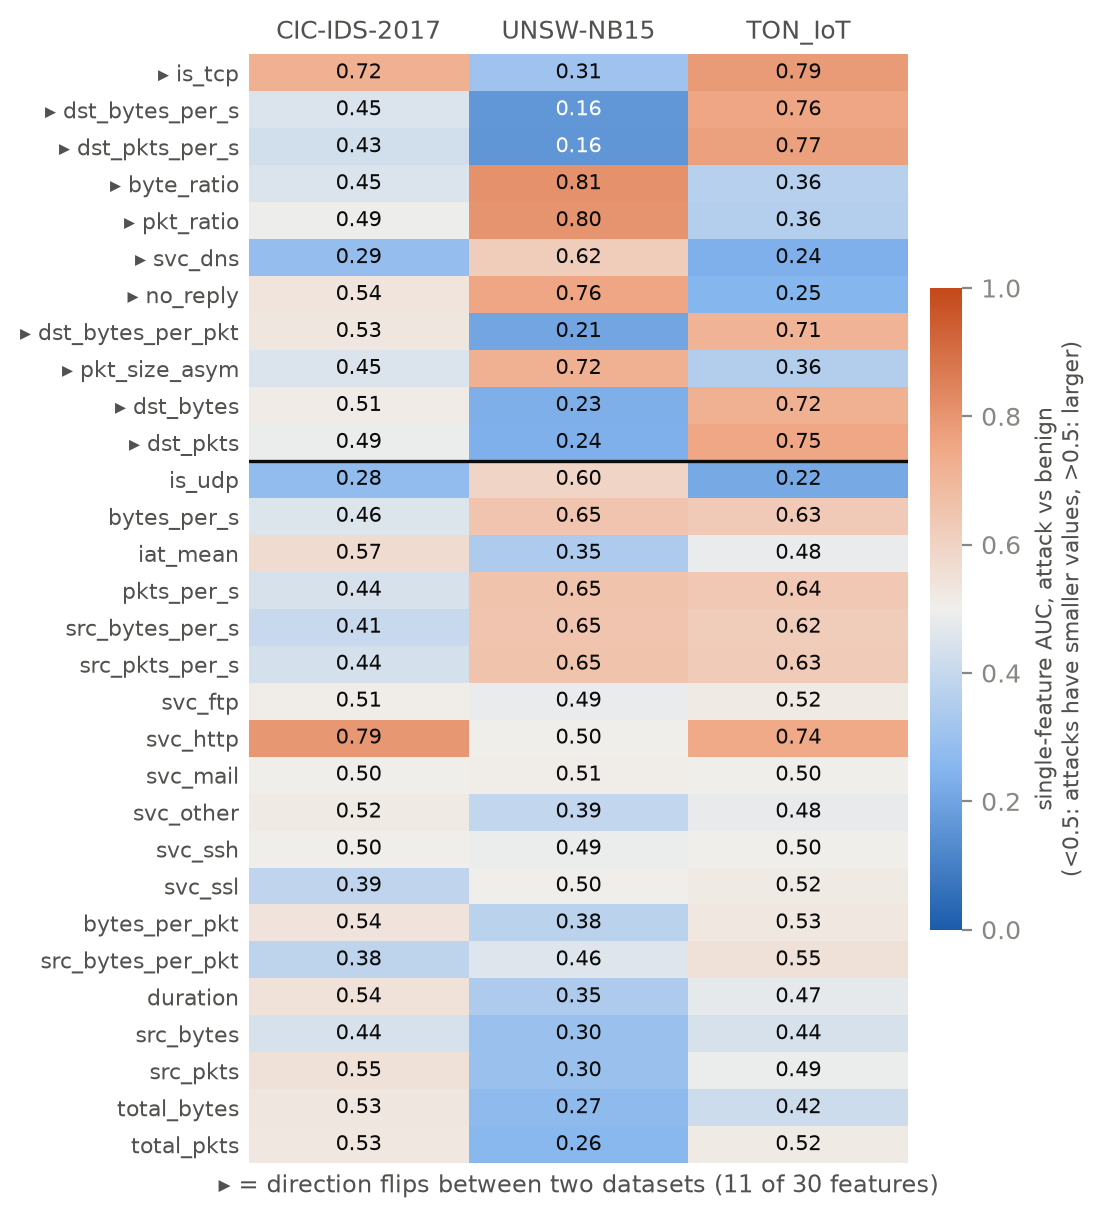 CIC-IDS-2017 UNSW-NB15 TON_IoT
▸ is_tcp 0.72 0.31 0.79
▸ dst_bytes_per_s 0.45 0.16 0.76
▸ dst_pkts_per_s 0.43 0.16 0.77
▸ byte_ratio 0.45 0.81 0.36
▸ pkt_ratio 0.49 0.80 0.36
▸ svc_dns 0.29 0.62 0.24
▸ no_reply 0.54 0.76 0.25
▸ dst_bytes_per_pkt 0.53 0.21 0.71
▸ pkt_size_asym 0.45 0.72 0.36
▸ dst_bytes 0.51 0.23 0.72
▸ dst_pkts 0.49 0.24 0.75
is_udp 0.28 0.60 0.22
bytes_per_s 0.46 0.65 0.63
iat_mean 0.57 0.35 0.48
pkts_per_s 0.44 0.65 0.64
src_bytes_per_s 0.41 0.65 0.62
src_pkts_per_s 0.44 0.65 0.63
svc_ftp 0.51 0.49 0.52
svc_http 0.79 0.50 0.74
svc_mail 0.50 0.51 0.50
svc_other 0.52 0.39 0.48
svc_ssh 0.50 0.49 0.50
svc_ssl 0.39 0.50 0.52
bytes_per_pkt 0.54 0.38 0.53
src_bytes_per_pkt 0.38 0.46 0.55
duration 0.54 0.35 0.47
src_bytes 0.44 0.30 0.44
src_pkts 0.55 0.30 0.49
total_bytes 0.53 0.27 0.42
total_pkts 0.53 0.26 0.52
▸ = direction flips between two datasets (11 of 30 features)
1.0
0.8
0.6
0.4
0.2
0.0
single-feature AUC, attack vs benign
(<0.5: attacks have smaller values, >0.5: larger)